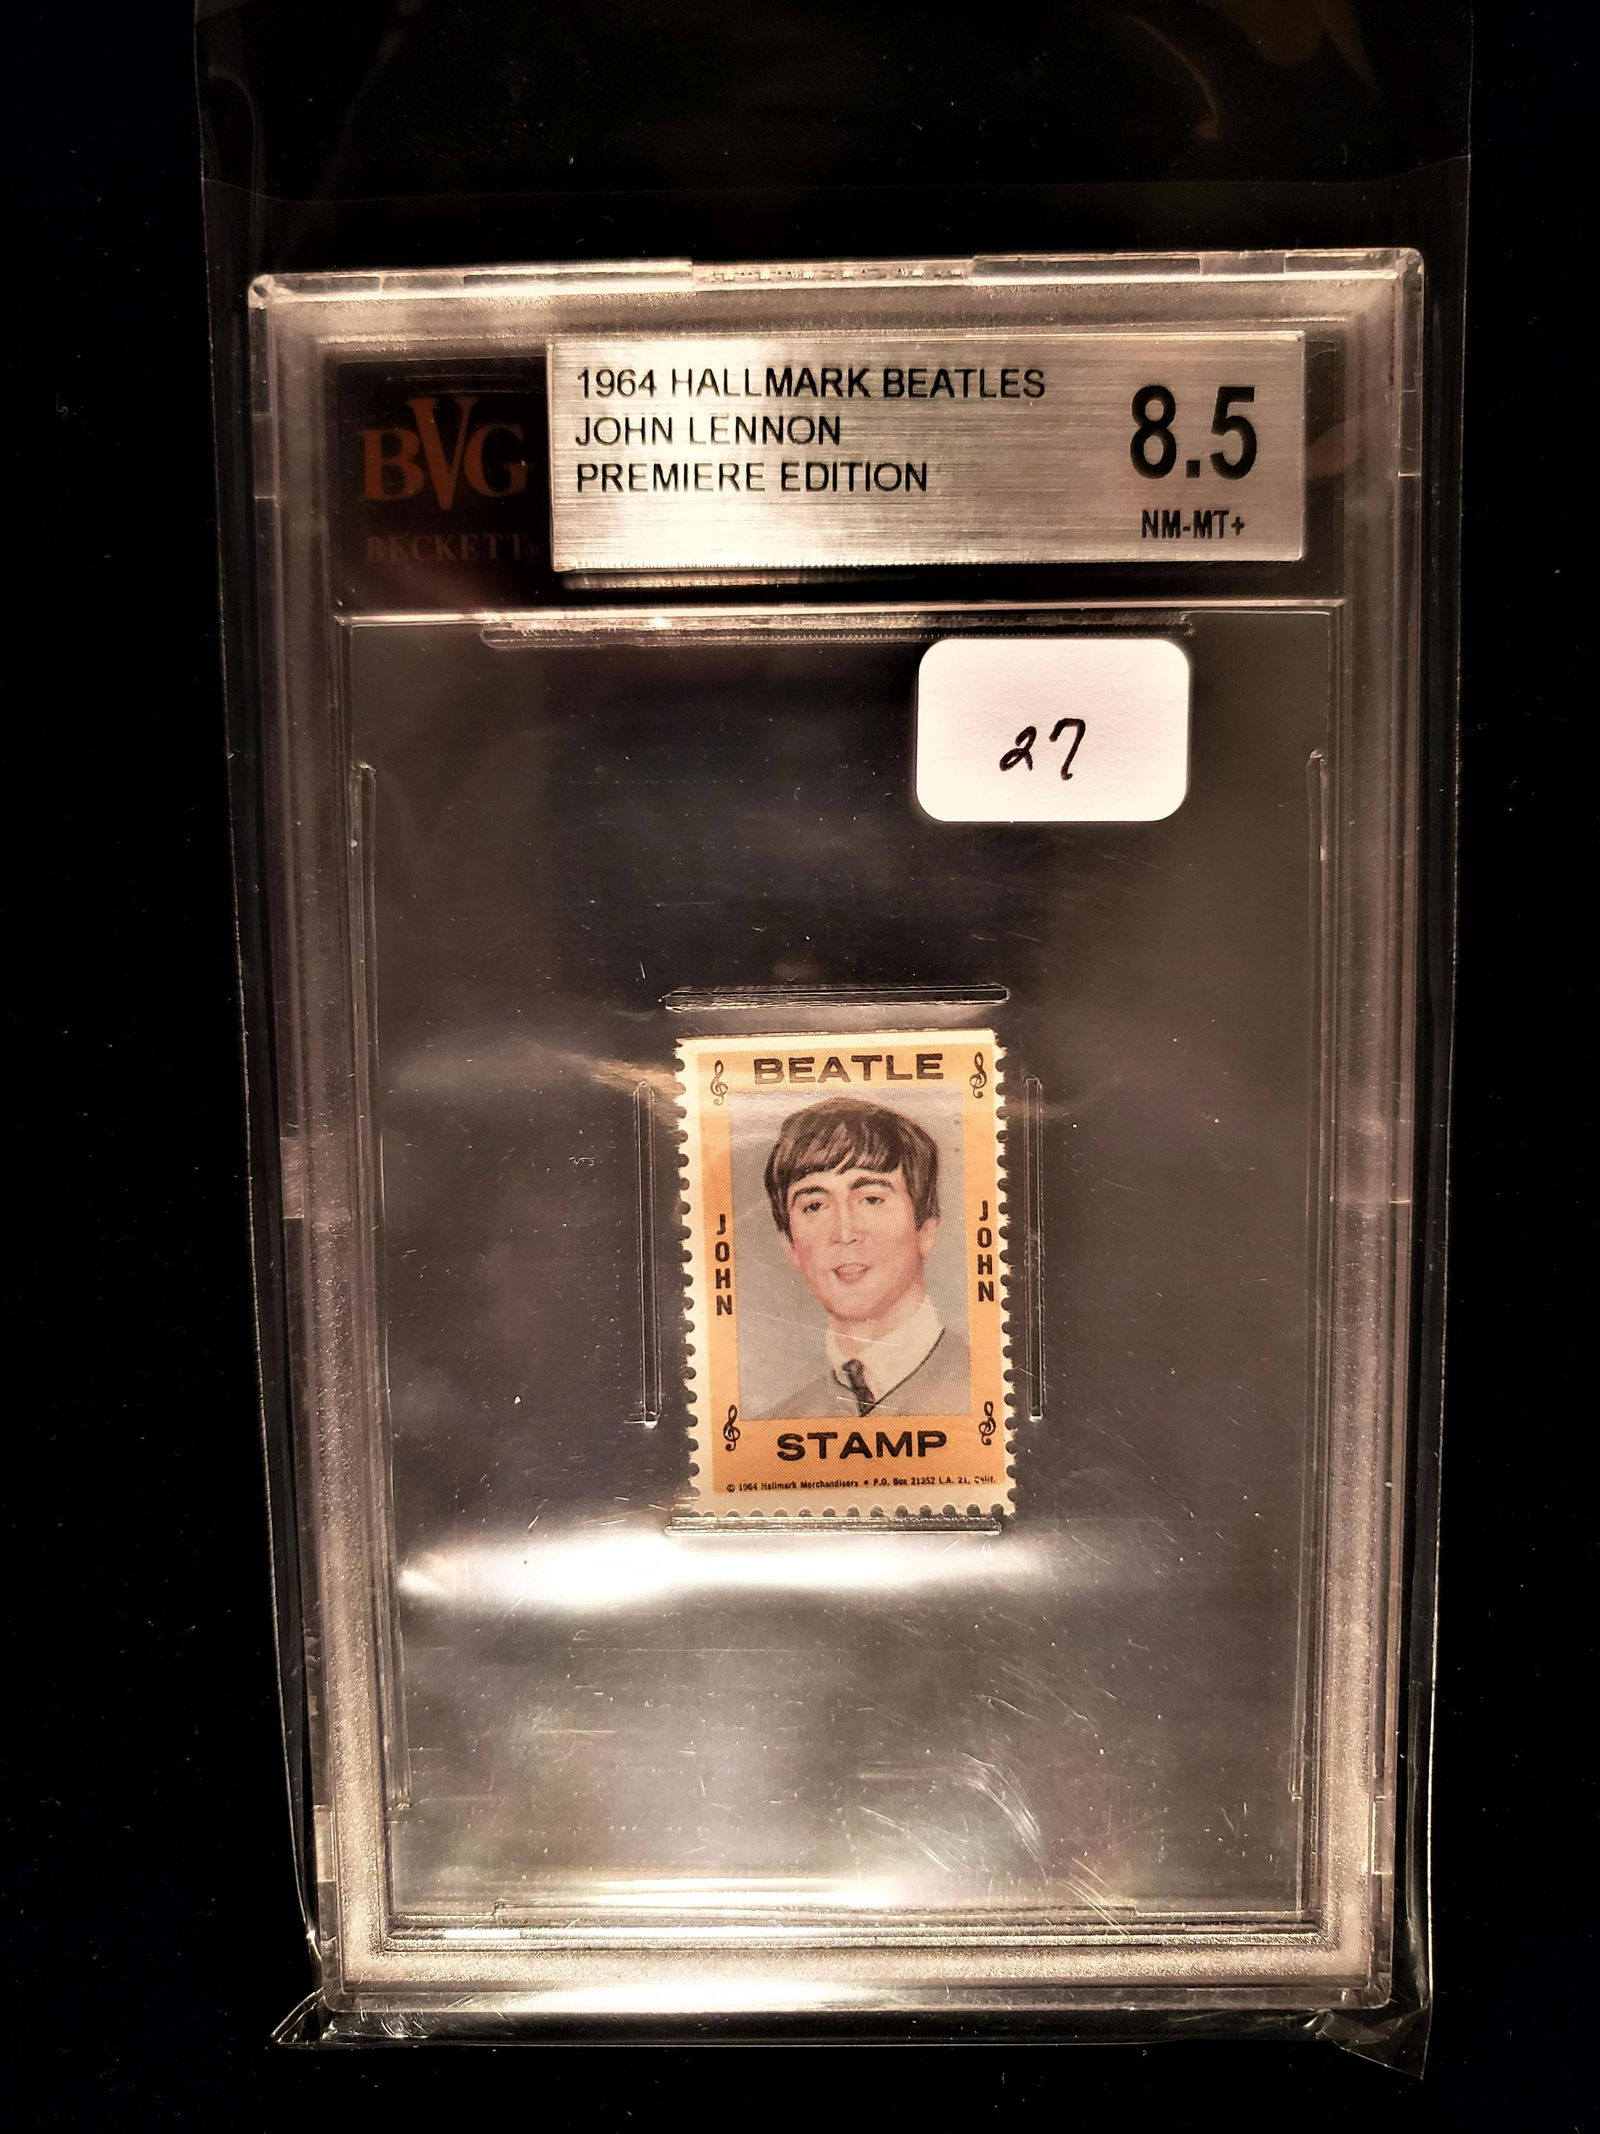 1964 HALLMARK BEATLES
JOHN LENNON
PREMIERE EDITION
8.5
NM-MT+
BVG
BECKETT®
27
BEATLE
JOHN
JOHN
STAMP
© 1964 Hallmark Merchandisers • P.O. Box 21352 L.A. 21, Calif.